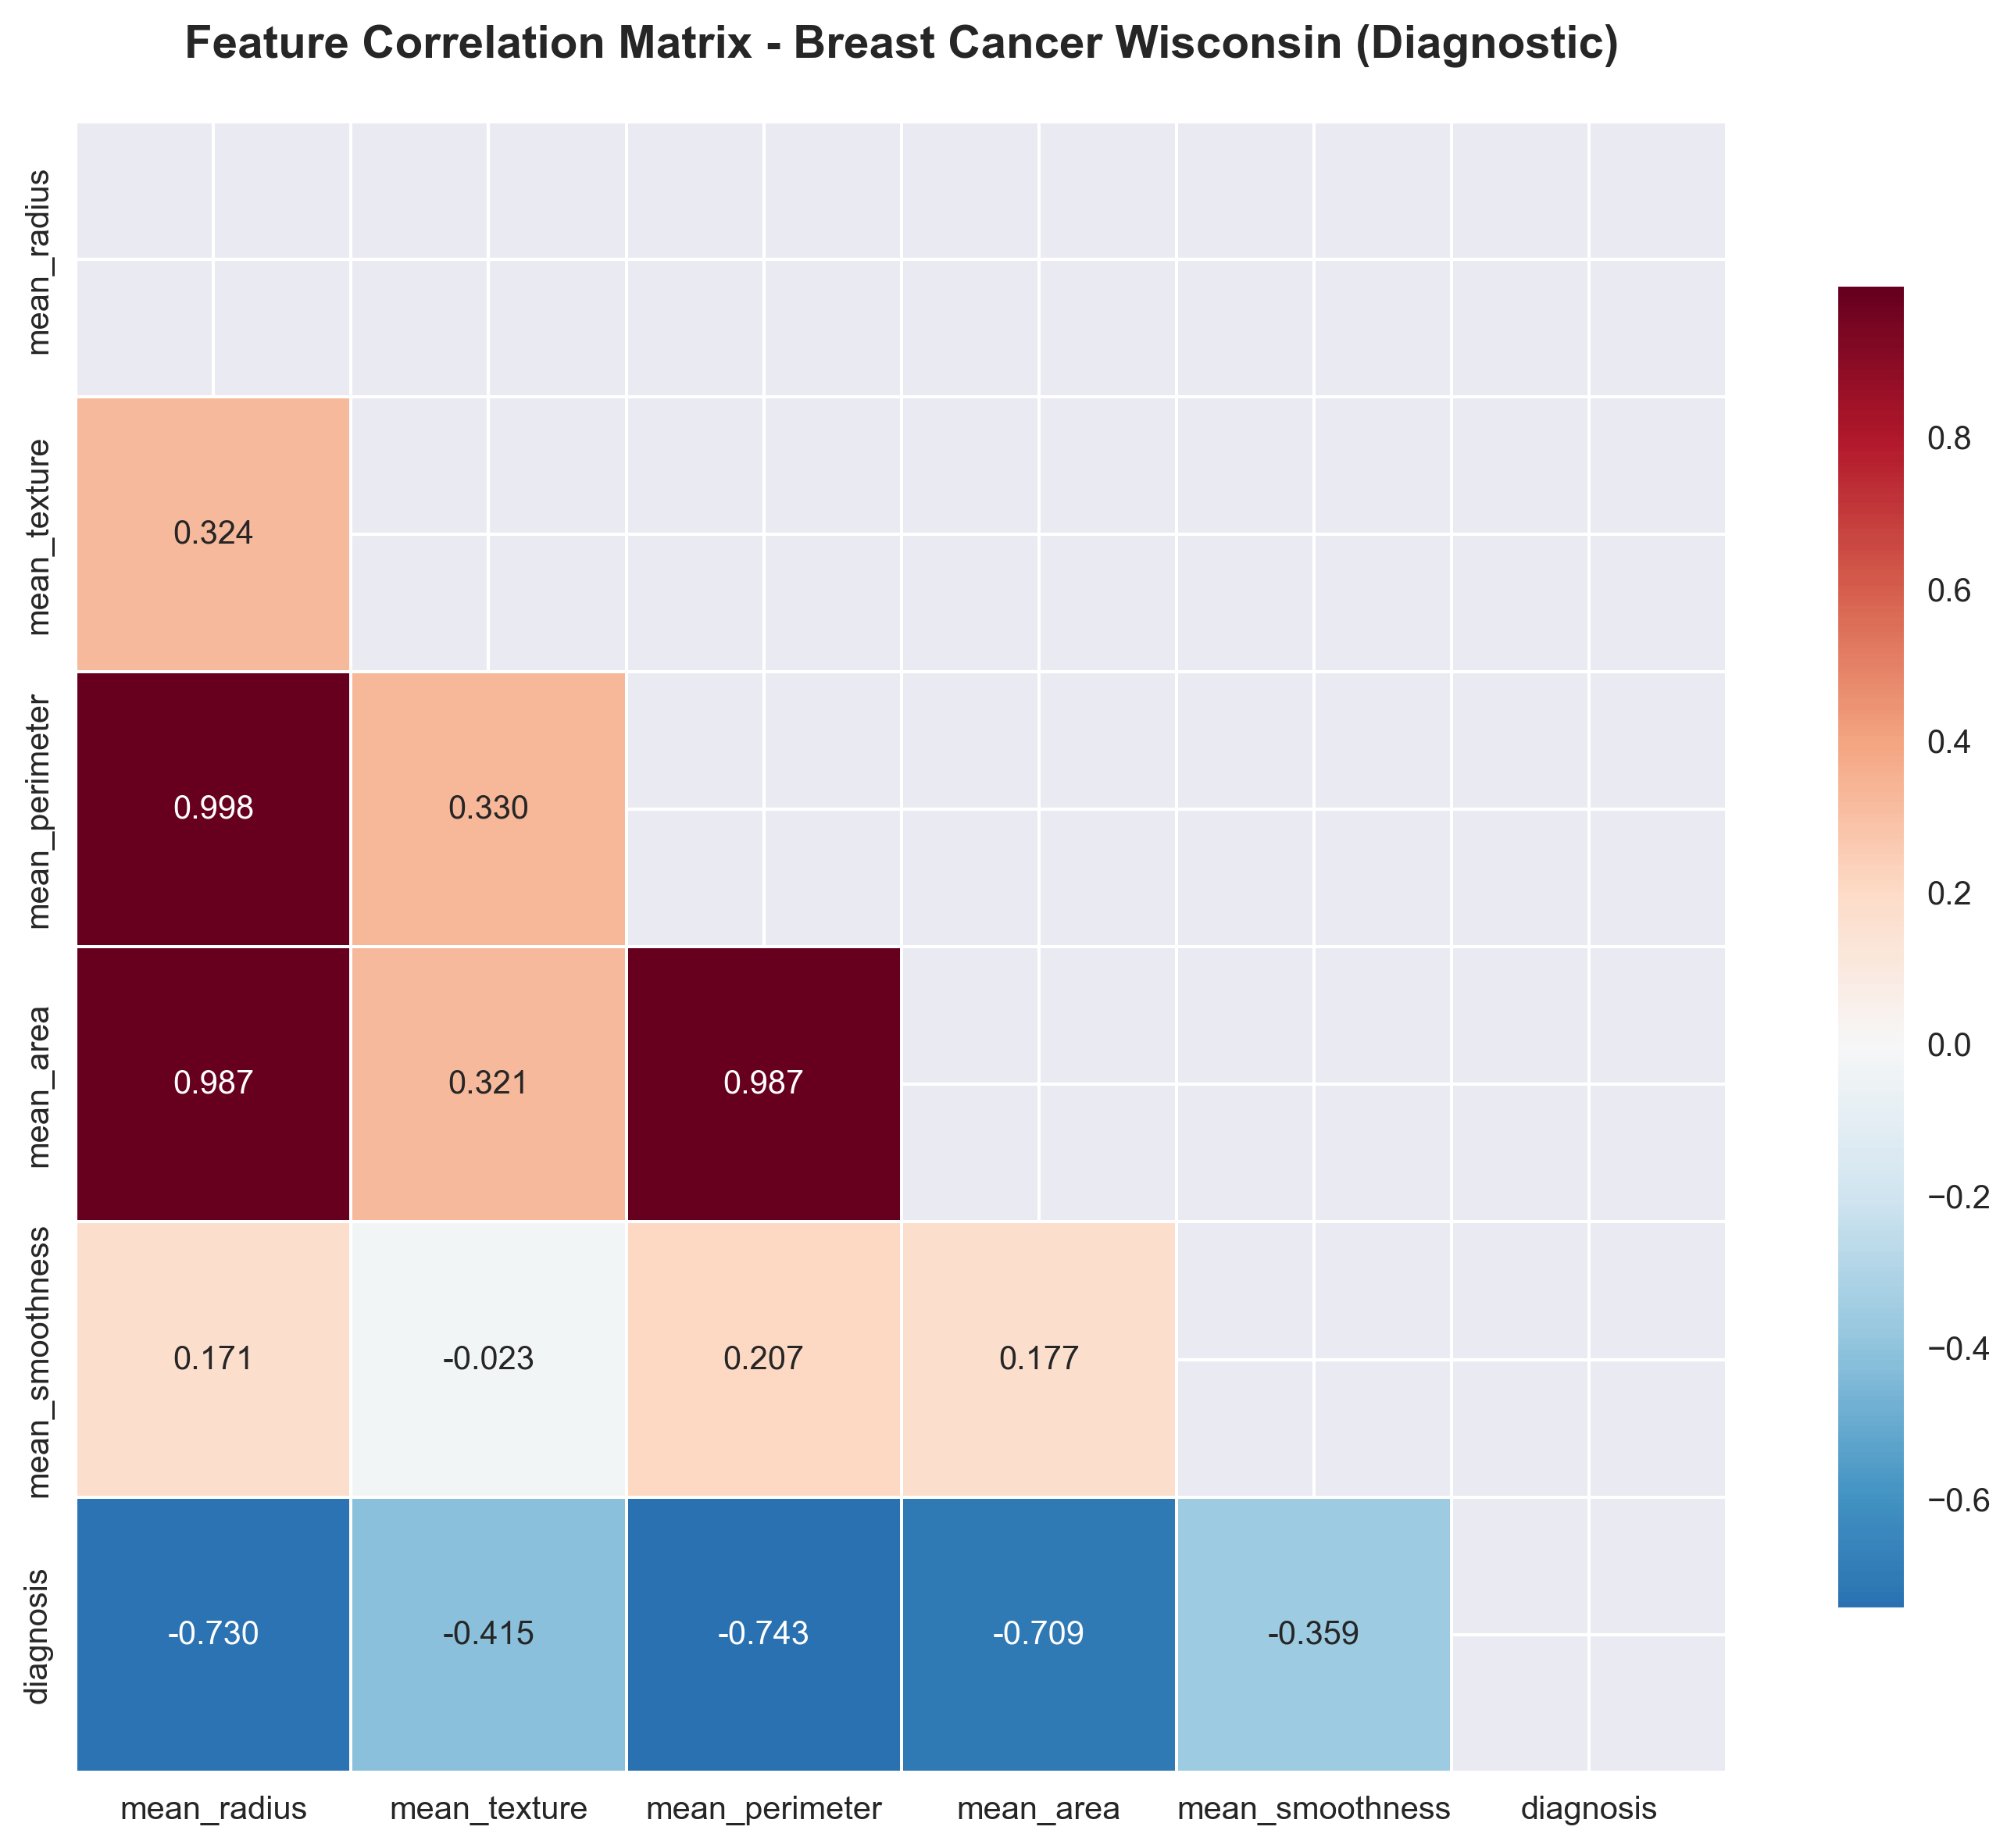 Feature Correlation Matrix - Breast Cancer Wisconsin (Diagnostic)
mean_radius
mean_texture
0.324
mean_perimeter
0.998 0.330
mean_area
0.987 0.321 0.987
mean_smoothness
0.171 -0.023 0.207 0.177
diagnosis
-0.730 -0.415 -0.743 -0.709 -0.359
mean_radius mean_texture mean_perimeter mean_area mean_smoothness diagnosis
0.8
0.6
0.4
0.2
0.0
−0.2
−0.4
−0.6